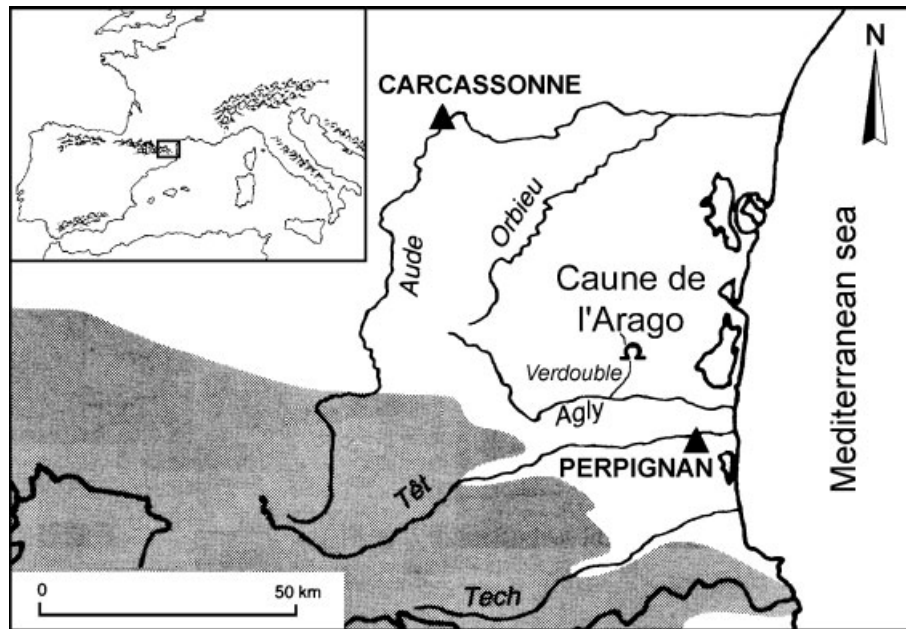 N
CARCASSONNE
Orbieu
Aude
Caune de
l'Arago
Mediterranean sea
Verdouble
Agly
PERPIGNAN
Têt
Tech
0 50 km